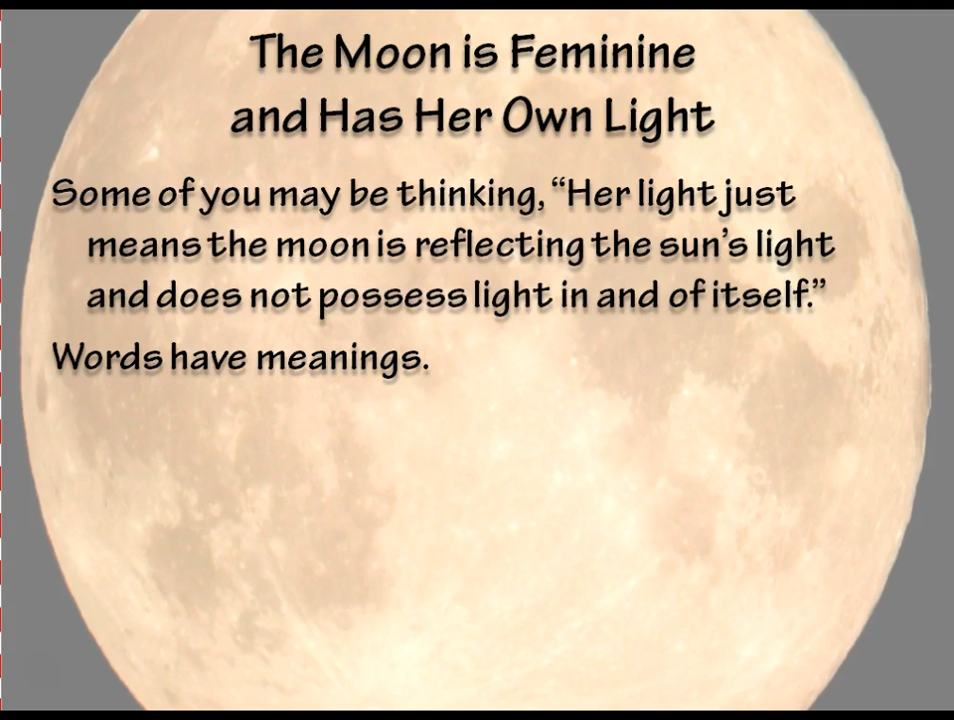 The Moon is Feminine
and Has Her Own Light
Some of you may be thinking, “Her light just
means the moon is reflecting the sun’s light
and does not possess light in and of itself.”
Words have meanings.